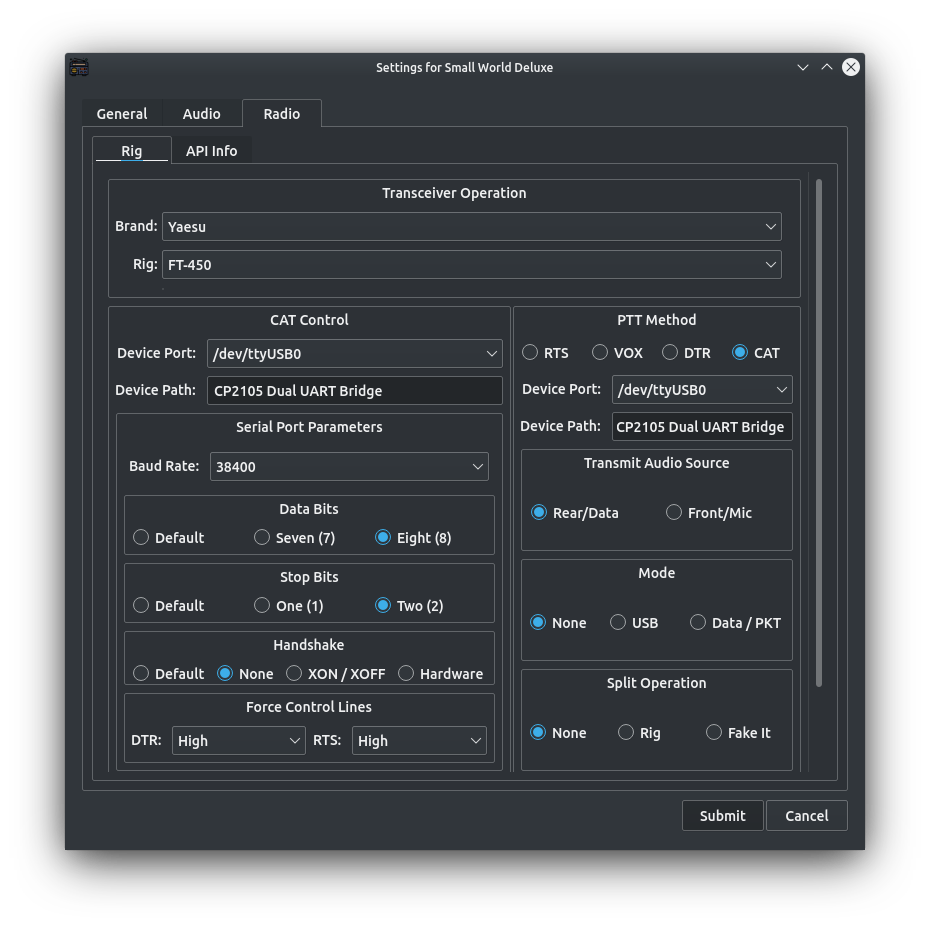 Settings for Small World Deluxe
General Audio Radio
Rig API Info
Transceiver Operation
Brand: Yaesu
Rig: FT-450
CAT Control
Device Port: /dev/ttyUSB0
Device Path: CP2105 Dual UART Bridge
Serial Port Parameters
Baud Rate: 38400
Data Bits
Default Seven (7) Eight (8)
Stop Bits
Default One (1) Two (2)
Handshake
Default None XON / XOFF Hardware
Force Control Lines
DTR: High RTS: High
PTT Method
RTS VOX DTR CAT
Device Port: /dev/ttyUSB0
Device Path: CP2105 Dual UART Bridge
Transmit Audio Source
Rear/Data Front/Mic
Mode
None USB Data / PKT
Split Operation
None Rig Fake It
Submit Cancel